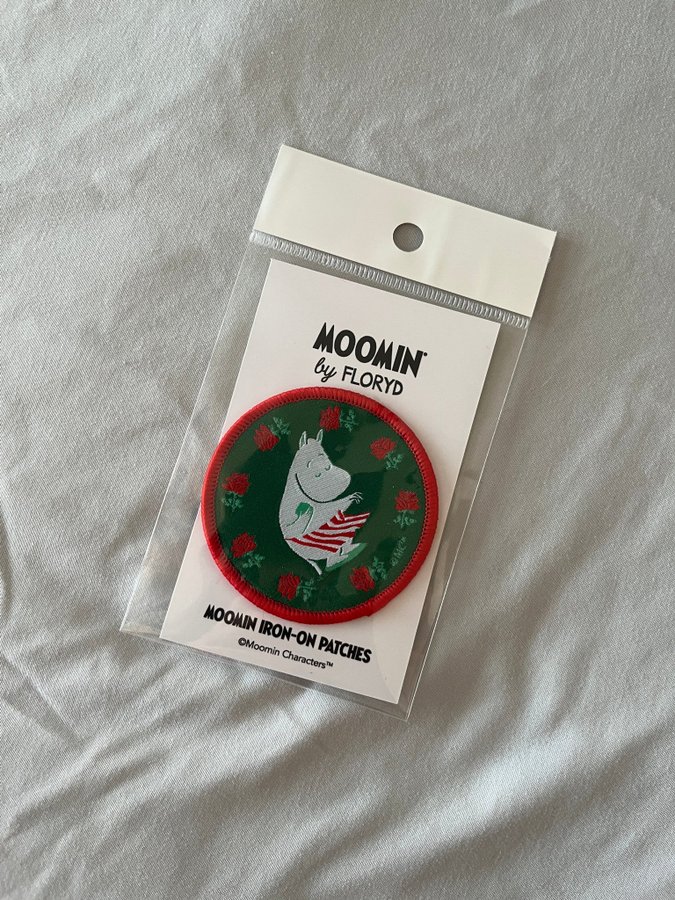 MOOMIN®
by FLORYD
MOOMIN IRON-ON PATCHES
©Moomin Characters™